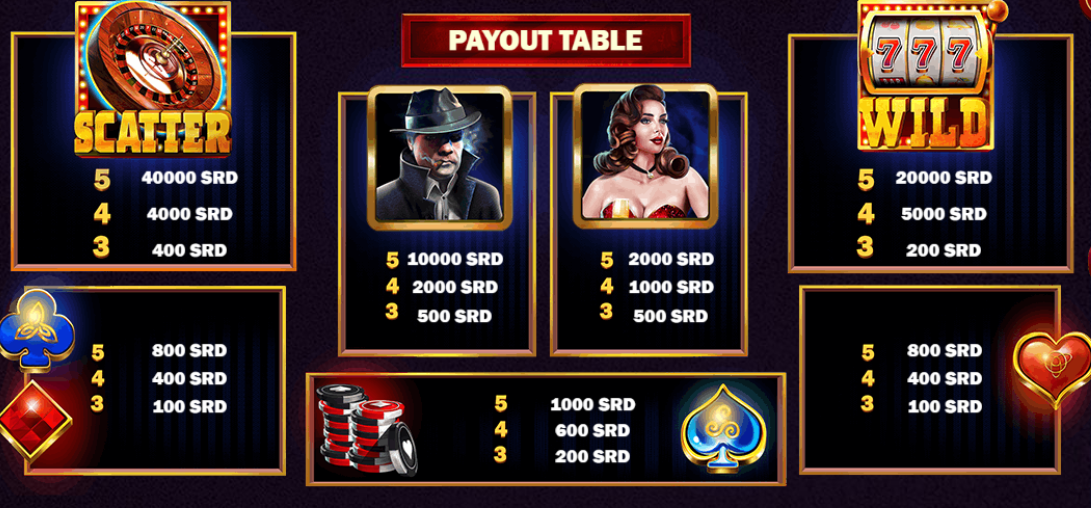 PAYOUT TABLE
SCATTER
5 40000 SRD
4 4000 SRD
3 400 SRD
5 10000 SRD
4 2000 SRD
3 500 SRD
5 2000 SRD
4 1000 SRD
3 500 SRD
777
WILD
5 20000 SRD
4 5000 SRD
3 200 SRD
5 800 SRD
4 400 SRD
3 100 SRD
5 1000 SRD
4 600 SRD
3 200 SRD
5 800 SRD
4 400 SRD
3 100 SRD